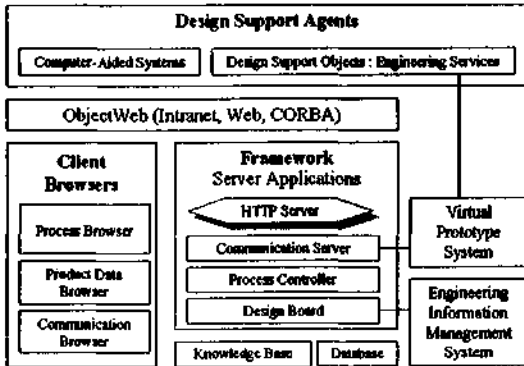 Design Support Agents
Computer-Aided Systems
Design Support Objects : Engineering Services
ObjectWeb (Intranet, Web, CORBA)
Client
Browsers
Process Browser
Product Data
Browser
Communication
Browser
Framework
Server Applications
HTTP Server
Communication Server
Process Controller
Design Board
Knowledge Base
Database
Virtual
Prototype
System
Engineering
Information
Management
System